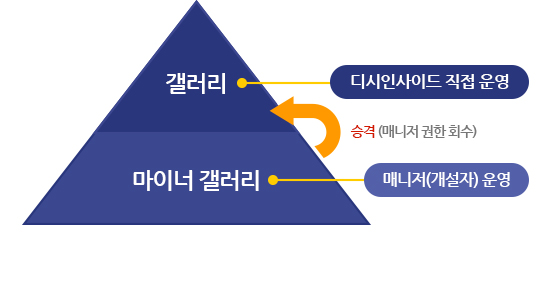 갤러리
디시인사이드 직접 운영
승격 (매니저 권한 회수)
마이너 갤러리
매니저(개설자) 운영